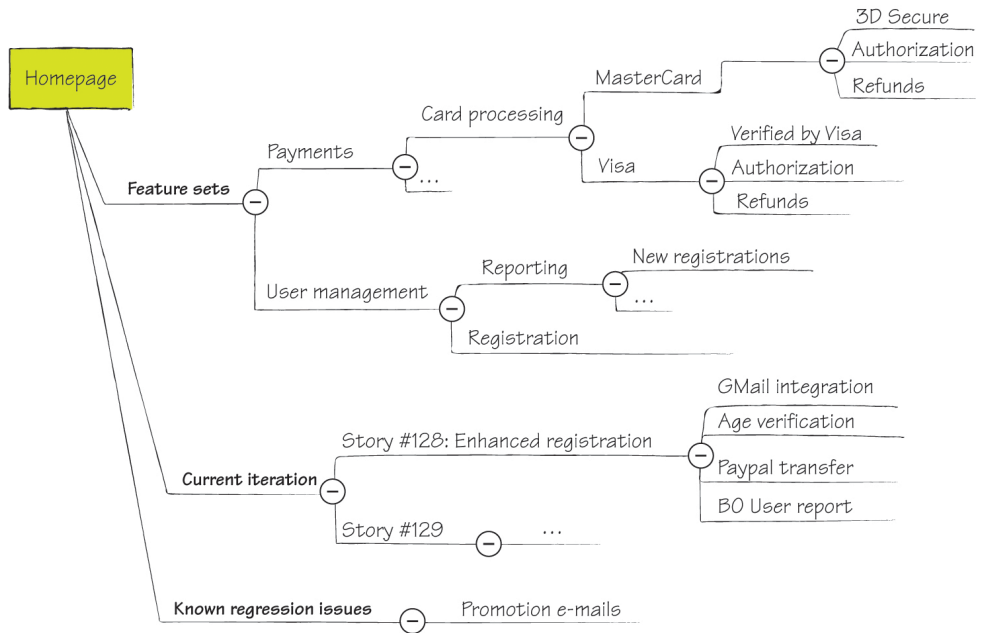 Homepage
Feature sets
Payments
Card processing
MasterCard
3D Secure
Authorization
Refunds
Visa
Verified by Visa
Authorization
Refunds
...
User management
Reporting
New registrations
...
Registration
Current iteration
Story #128: Enhanced registration
GMail integration
Age verification
Paypal transfer
BO User report
Story #129
...
Known regression issues
Promotion e-mails